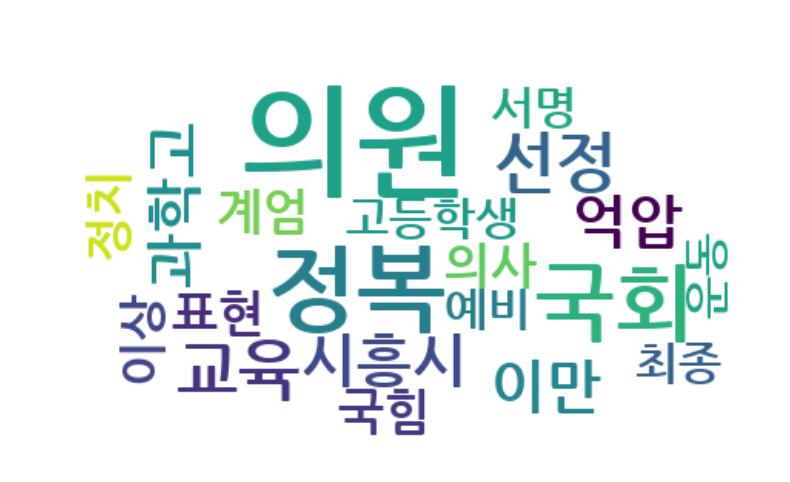 의원
서명
선정
과학고
정치
계엄
고등학생
억압
정복
의사
국회
예비
표현
이상
교육
시흥시
이만
최종
국힘